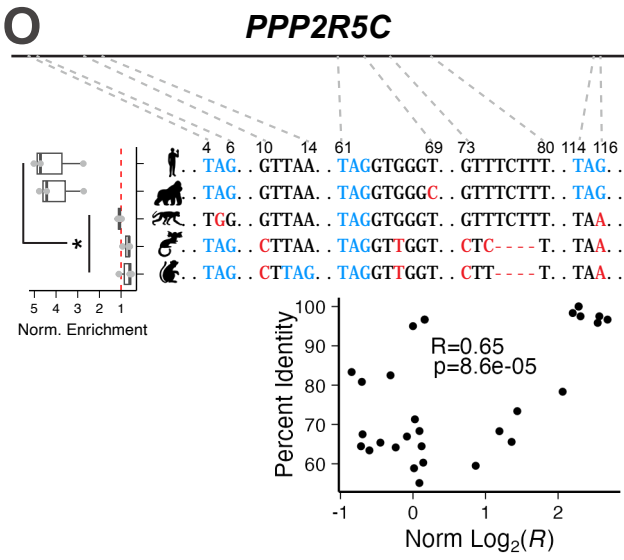 O PPP2R5C
4 6 10 14 61 69 73 80 114 116
. . TAG. . GTTAA. . TAGGTGGGT. . GTTTCTTT. . TAG. .
. . TAG. . GTTAA. . TAGGTGGGC. . GTTTCTTT. . TAG. .
. . TGG. . GTTAA. . TAGGTGGGT. . GTTTCTTT. . TAA. .
. . TAG. . CTTAA. . TAGGTTGGT. . CTC----T. . TAA. .
. . TAG. . CTTAG. . TAGGTTGGT. . CTT----T. . TAA. .
*
5 4 3 2 1
Norm. Enrichment
100
90
80
70
60
Percent Identity
R=0.65
p=8.6e-05
-1 0 1 2
Norm Log2(R)